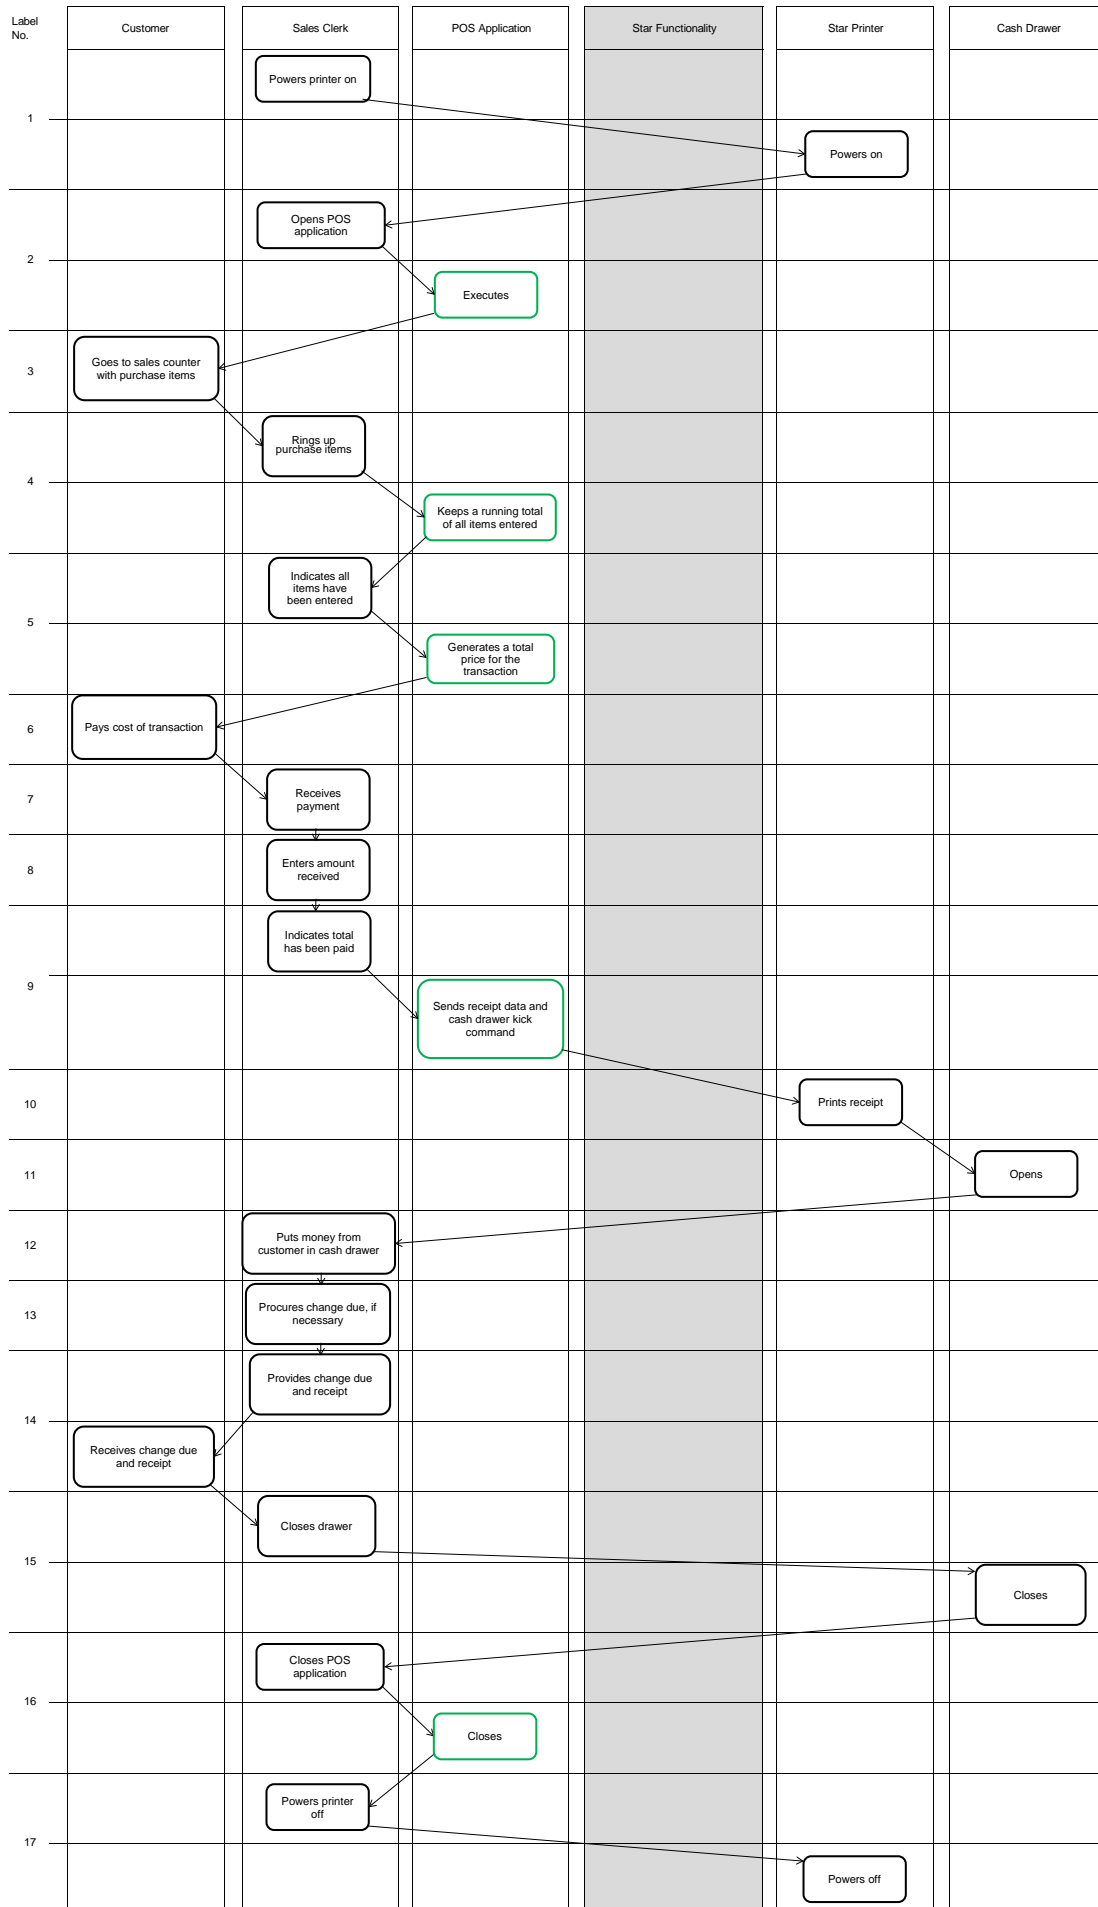 Label
No.
Customer
Sales Clerk
POS Application
Star Functionality
Star Printer
Cash Drawer
Powers printer on
1
Powers on
Opens POS
application
2
Executes
Goes to sales counter
with purchase items
3
Rings up
purchase items
4
Keeps a running total
of all items entered
Indicates all
items have
been entered
5
Generates a total
price for the
transaction
6
Pays cost of transaction
7
Receives
payment
8
Enters amount
received
Indicates total
has been paid
9
Sends receipt data and
cash drawer kick
command
10
Prints receipt
11
Opens
12
Puts money from
customer in cash drawer
13
Procures change due, if
necessary
Provides change due
and receipt
14
Receives change due
and receipt
Closes drawer
15
Closes
Closes POS
application
16
Closes
Powers printer
off
17
Powers off